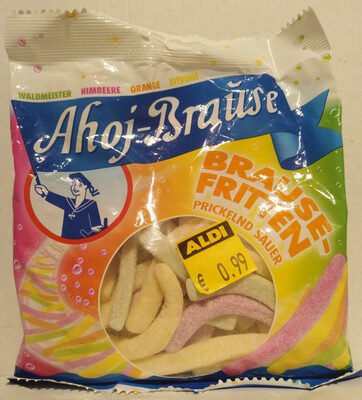 WALDMEISTER HIMBEERE ORANGE ZITRONE
Ahoj-Brause
BRAUSE-
FRITTEN
PRICKELND SAUER
ALDI
€ 0.99